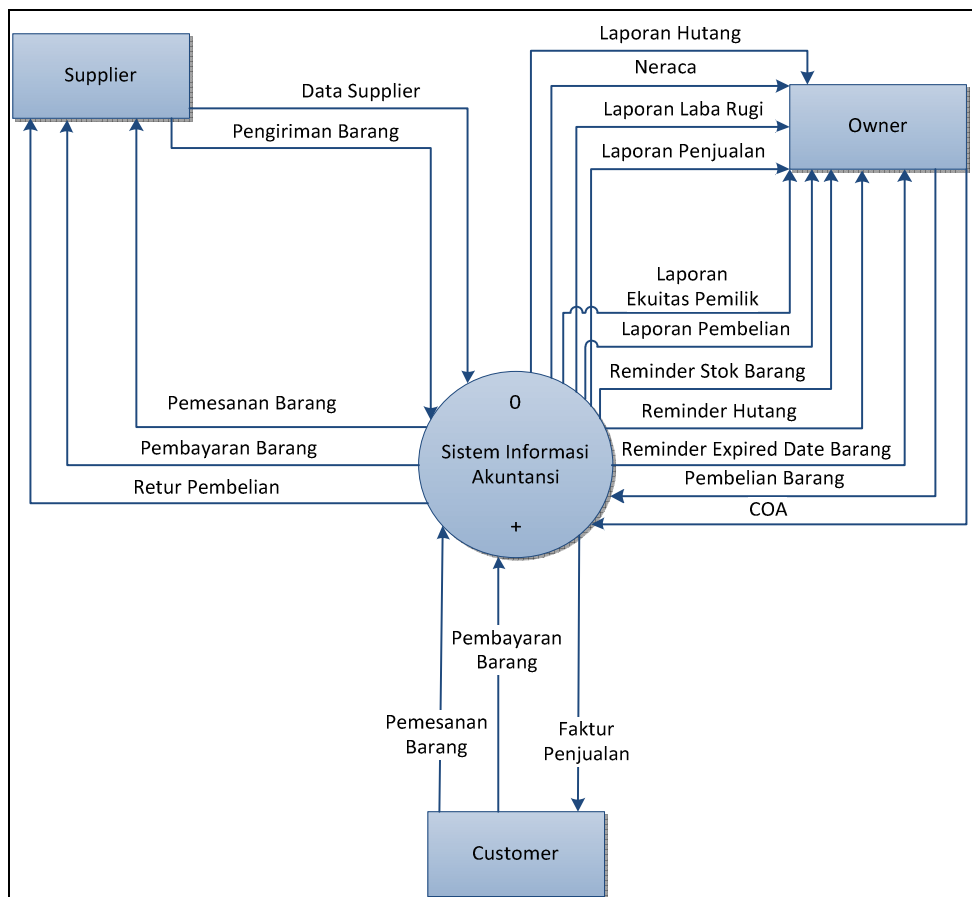 Laporan Hutang
Neraca
Supplier
Data Supplier
Laporan Laba Rugi
Owner
Pengiriman Barang
Laporan Penjualan
Laporan
Ekuitas Pemilik
Laporan Pembelian
Reminder Stok Barang
Pemesanan Barang
0
Reminder Hutang
Pembayaran Barang
Sistem Informasi
Akuntansi
Reminder Expired Date Barang
Retur Pembelian
Pembelian Barang
COA
+
Pembayaran
Barang
Pemesanan
Barang
Faktur
Penjualan
Customer